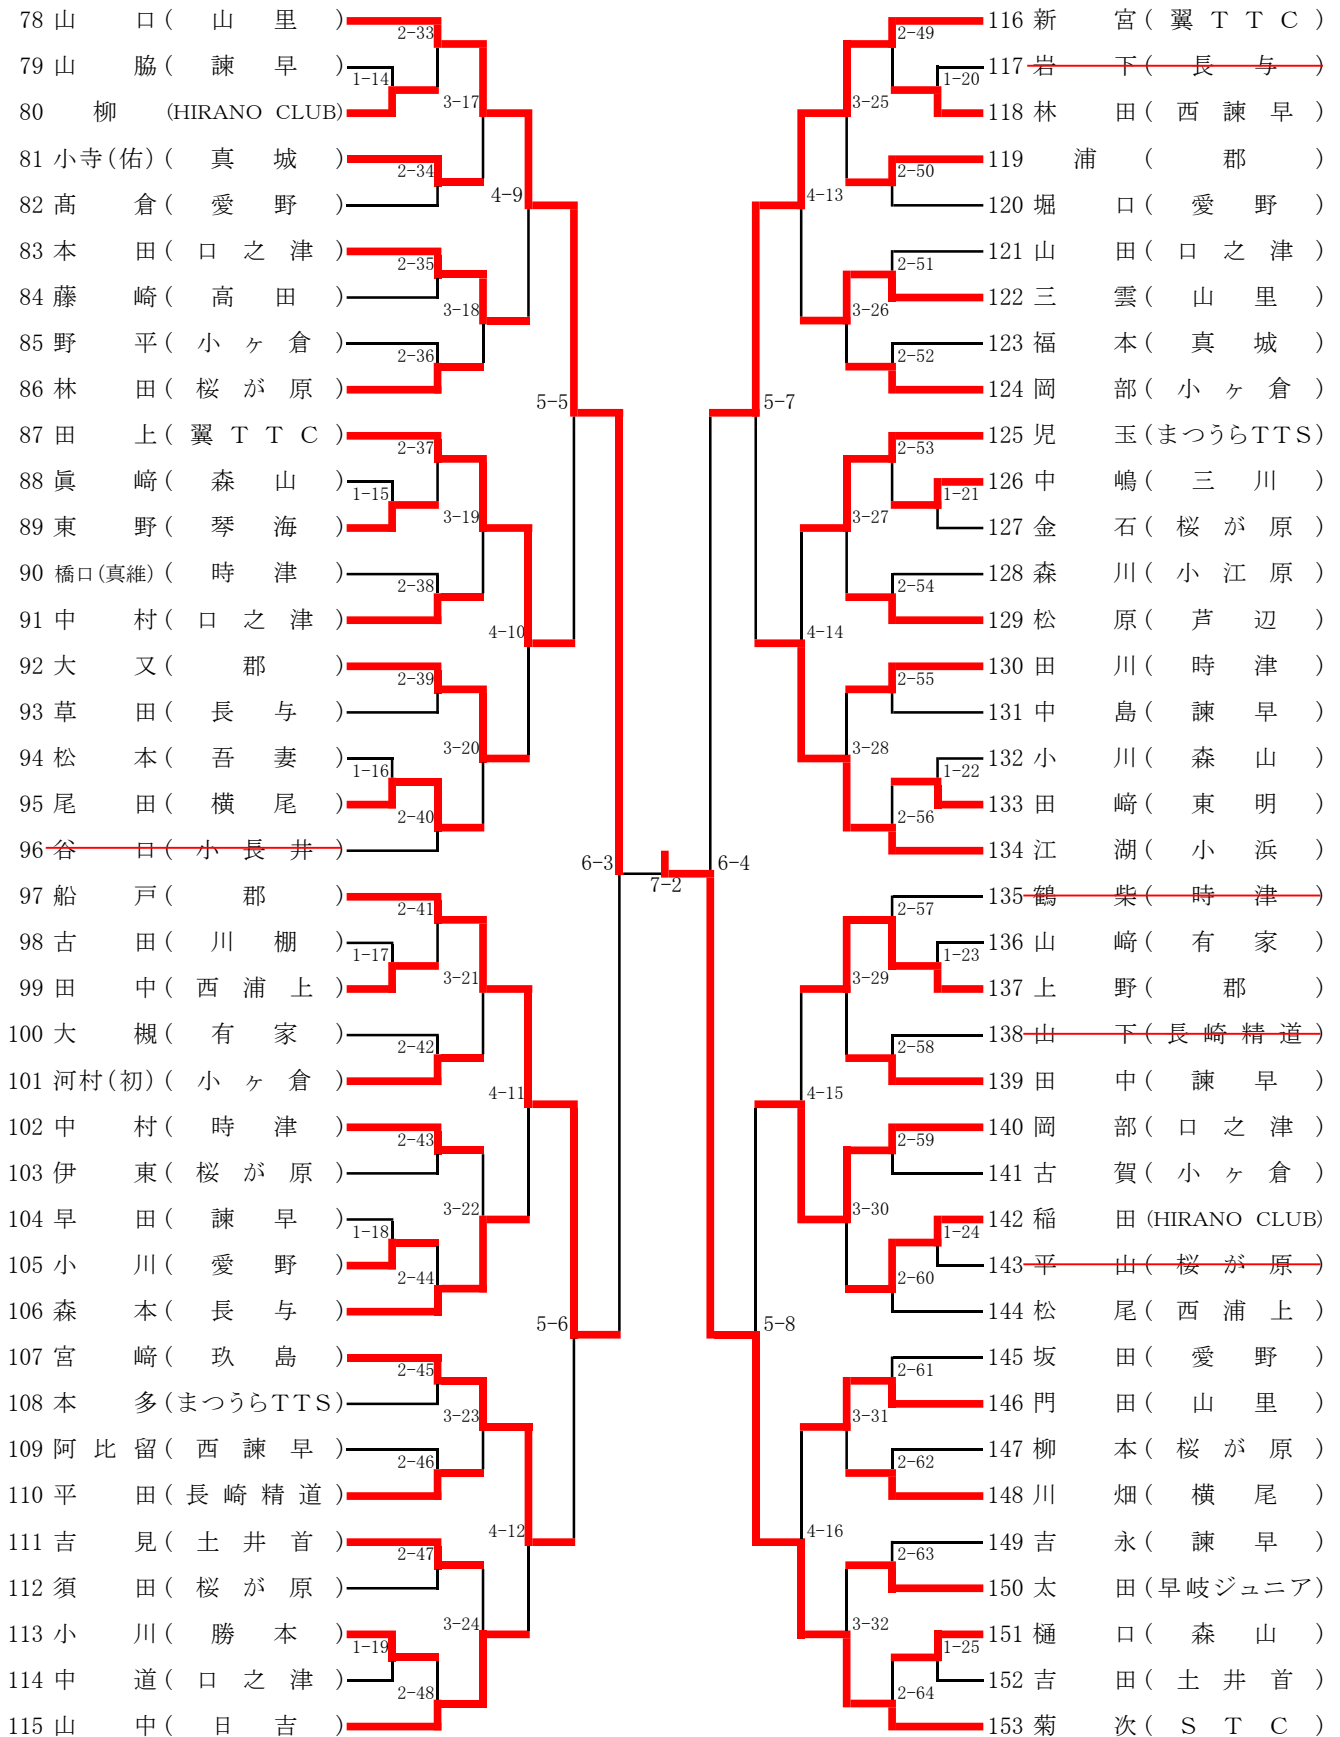 78 山口(山里)
79 山脇(諫早)
80 柳(HIRANO CLUB)
81 小寺(佑)(真城)
82 髙倉(愛野)
83 本田(口之津)
84 藤崎(高田)
85 野平(小ヶ倉)
86 林田(桜が原)
87 田上(翼TTC)
88 眞﨑(森山)
89 東野(琴海)
90 橋口(真維)(時津)
91 中村(口之津)
92 大又(郡)
93 草田(長与)
94 松本(吾妻)
95 尾田(横尾)
96 谷口(小長井)
97 船戸(郡)
98 古田(川棚)
99 田中(西浦上)
100 大槻(有家)
101 河村(初)(小ヶ倉)
102 中村(時津)
103 伊東(桜が原)
104 早田(諫早)
105 小川(愛野)
106 森本(長与)
107 宮﨑(玖島)
108 本多(まつうらTTS)
109 阿比留(西諫早)
110 平田(長崎精道)
111 吉見(土井首)
112 須田(桜が原)
113 小川(勝本)
114 中道(口之津)
115 山中(日吉)
1-14
1-15
1-16
1-17
1-18
1-19
2-33
2-34
2-35
2-36
2-37
2-38
2-39
2-40
2-41
2-42
2-43
2-44
2-45
2-46
2-47
2-48
3-17
3-18
3-19
3-20
3-21
3-22
3-23
3-24
4-9
4-10
4-11
4-12
5-5
5-6
6-3
7-2
6-4
5-7
5-8
4-13
4-14
4-15
4-16
3-25
3-26
3-27
3-28
3-29
3-30
3-31
3-32
2-49
2-50
2-51
2-52
2-53
2-54
2-55
2-56
2-57
2-58
2-59
2-60
2-61
2-62
2-63
2-64
1-20
1-21
1-22
1-23
1-24
1-25
116 新宮(翼TTC)
117 岩下(長与)
118 林田(西諫早)
119 浦(郡)
120 堀口(愛野)
121 山田(口之津)
122 三雲(山里)
123 福本(真城)
124 岡部(小ヶ倉)
125 児玉(まつうらTTS)
126 中嶋(三川)
127 金石(桜が原)
128 森川(小江原)
129 松原(芦辺)
130 田川(時津)
131 中島(諫早)
132 小川(森山)
133 田﨑(東明)
134 江湖(小浜)
135 鶴柴(時津)
136 山﨑(有家)
137 上野(郡)
138 山下(長崎精道)
139 田中(諫早)
140 岡部(口之津)
141 古賀(小ヶ倉)
142 稲田(HIRANO CLUB)
143 平山(桜が原)
144 松尾(西浦上)
145 坂田(愛野)
146 門田(山里)
147 柳本(桜が原)
148 川畑(横尾)
149 吉永(諫早)
150 太田(早岐ジュニア)
151 樋口(森山)
152 吉田(土井首)
153 菊次(STC)